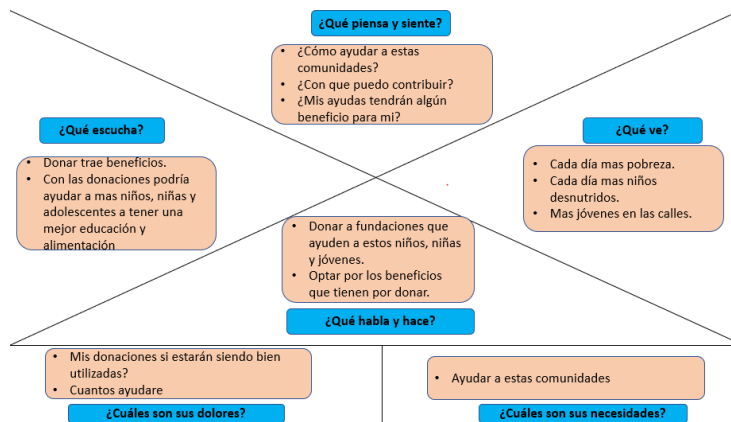 ¿Qué piensa y siente?
• ¿Cómo ayudar a estas
comunidades?
• ¿Con que puedo contribuir?
• ¿Mis ayudas tendrán algún
beneficio para mi?
¿Qué escucha?
• Donar trae beneficios.
• Con las donaciones podría
ayudar a mas niños, niñas y
adolescentes a tener una
mejor educación y
alimentación
¿Qué ve?
• Cada día mas pobreza.
• Cada día mas niños
desnutridos.
• Mas jóvenes en las calles.
• Donar a fundaciones que
ayuden a estos niños, niñas
y jóvenes.
• Optar por los beneficios
que tienen por donar.
¿Qué habla y hace?
• Mis donaciones si estarán siendo bien
utilizadas?
• Cuantos ayudare
¿Cuáles son sus dolores?
• Ayudar a estas comunidades
¿Cuáles son sus necesidades?